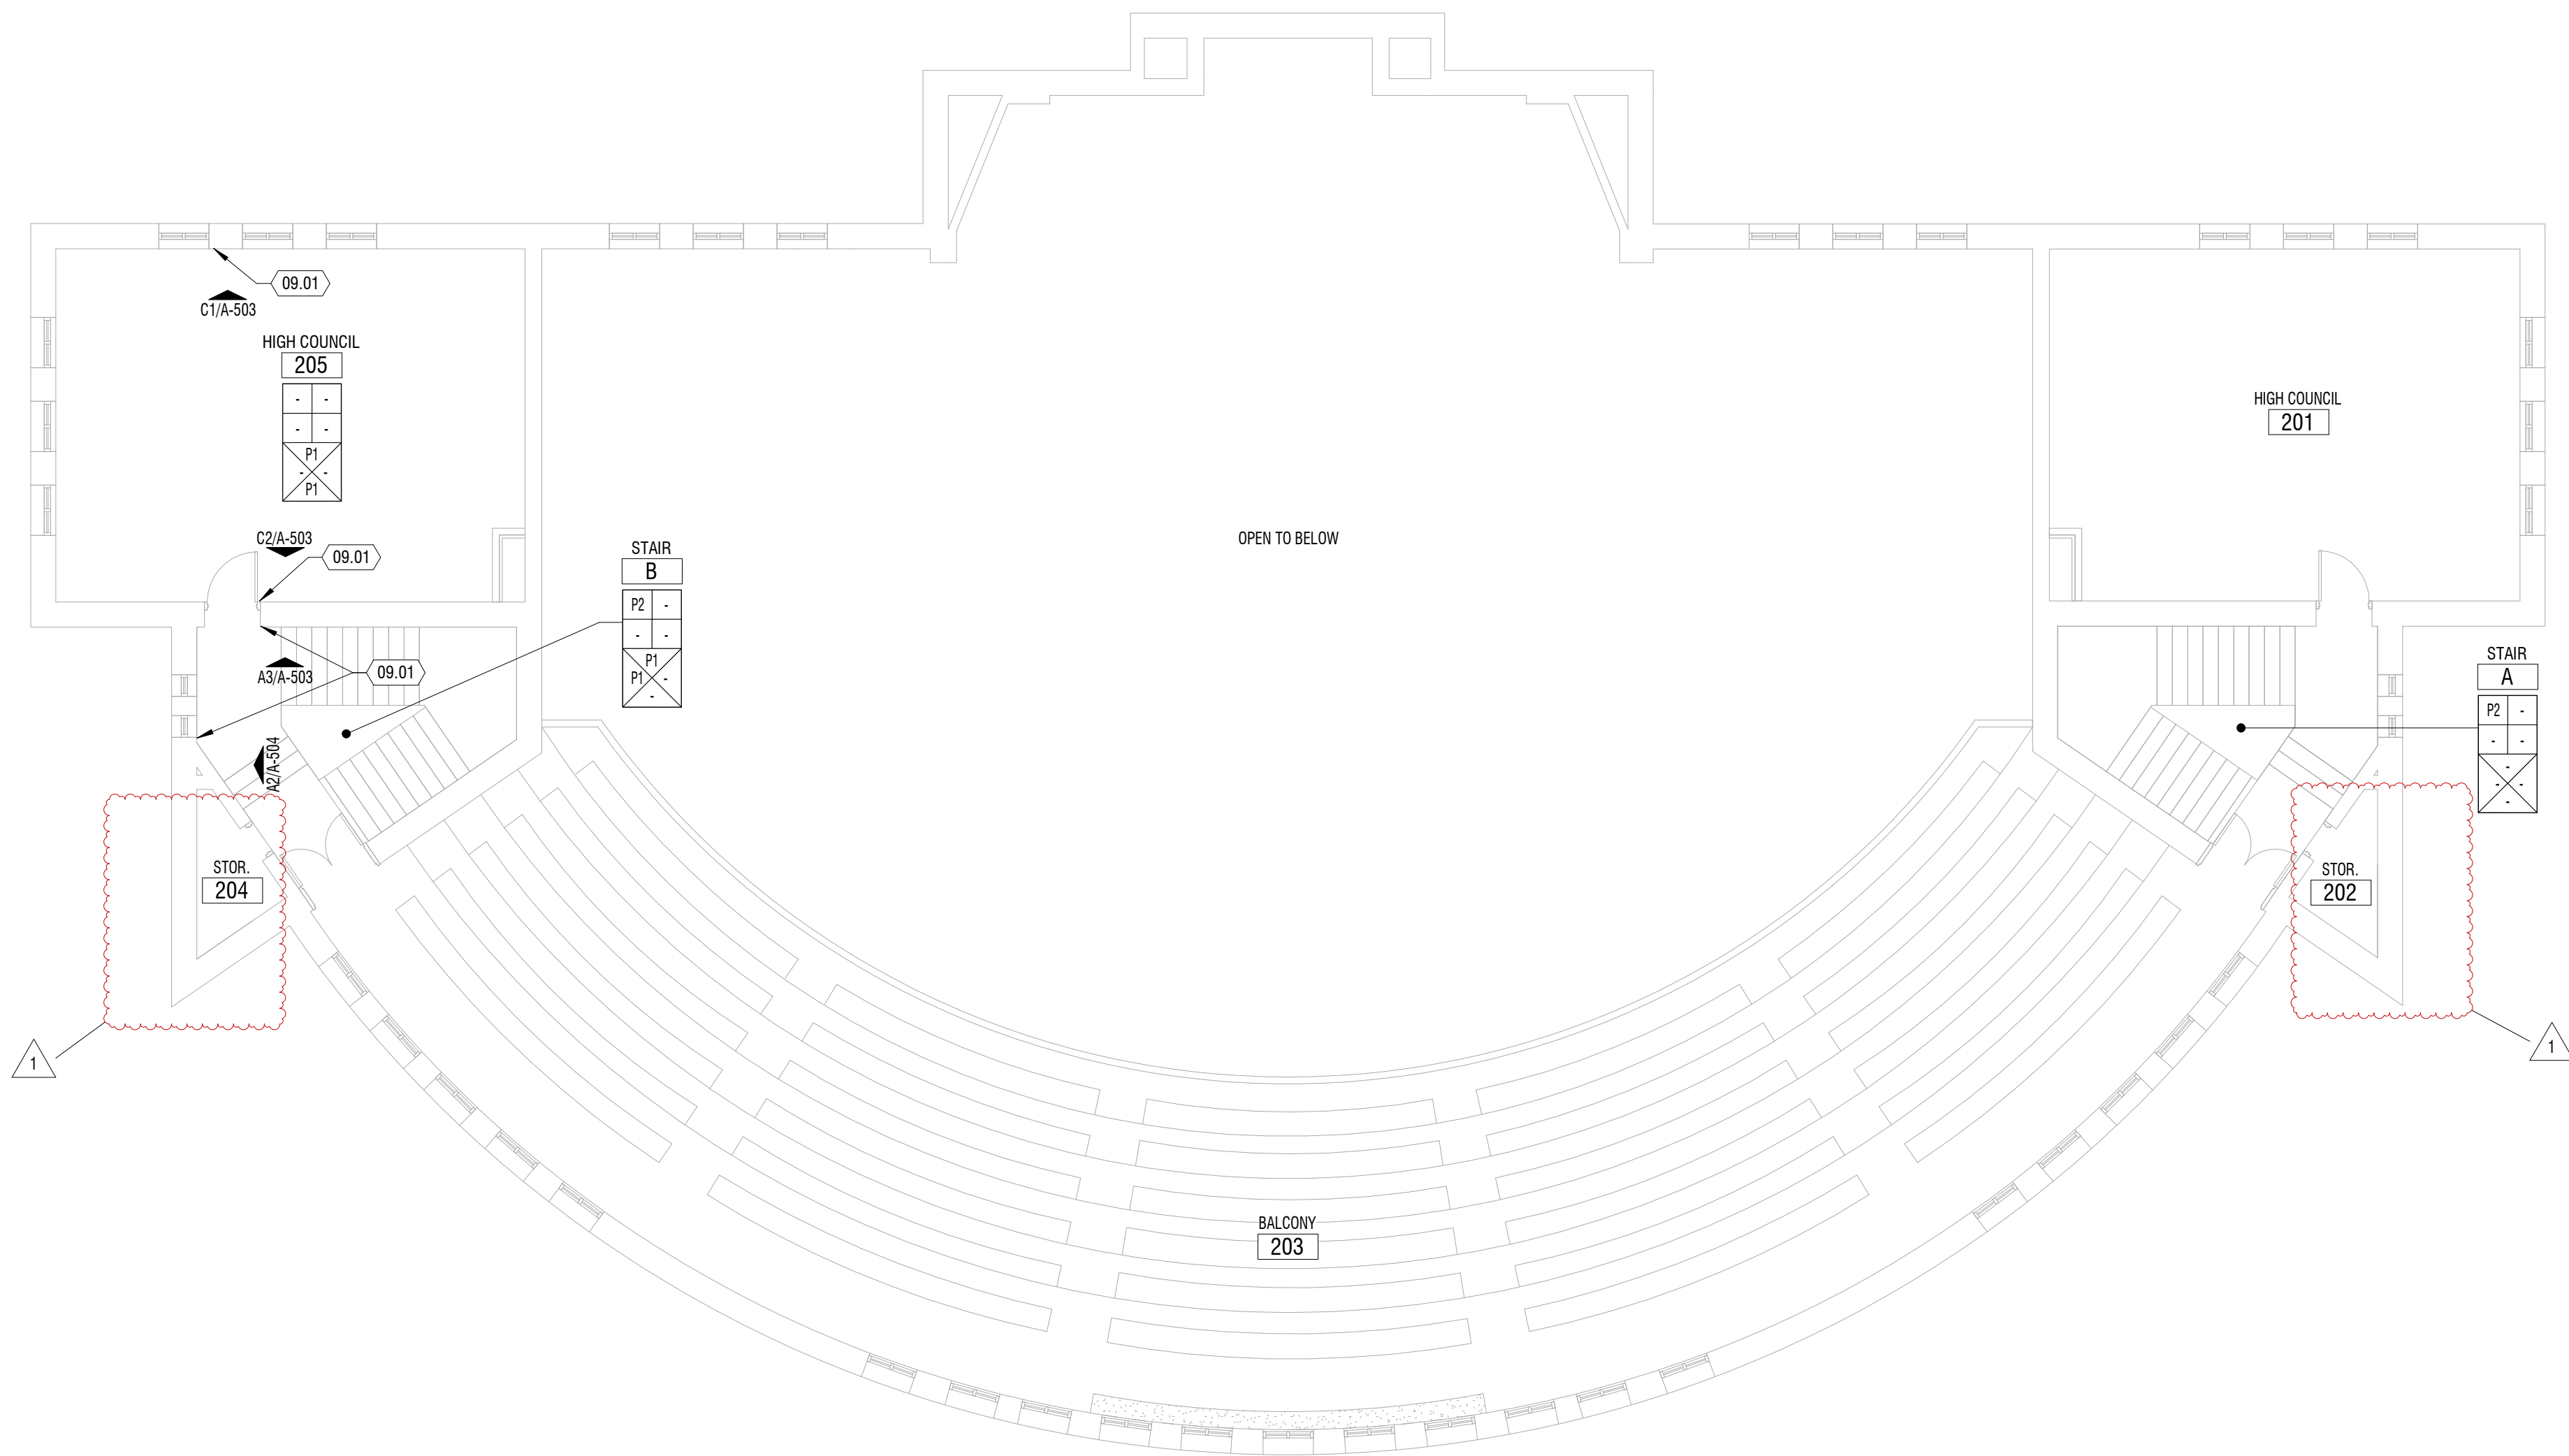 09.01
C1/A-503
HIGH COUNCIL
205
- -
- -
P1
- -
P1
C2/A-503
09.01
A3/A-503
09.01
A2/A-504
STAIR
B
P2 -
- -
P1
P1 -
-
OPEN TO BELOW
HIGH COUNCIL
201
STAIR
A
P2 -
- -
-
- -
-
STOR.
204
STOR.
202
1
1
BALCONY
203